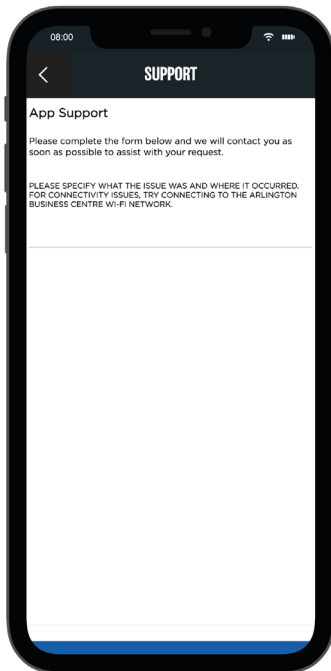 08:00
SUPPORT
App Support
Please complete the form below and we will contact you as
soon as possible to assist with your request.
PLEASE SPECIFY WHAT THE ISSUE WAS AND WHERE IT OCCURRED.
FOR CONNECTIVITY ISSUES, TRY CONNECTING TO THE ARLINGTON
BUSINESS CENTRE WI-FI NETWORK.